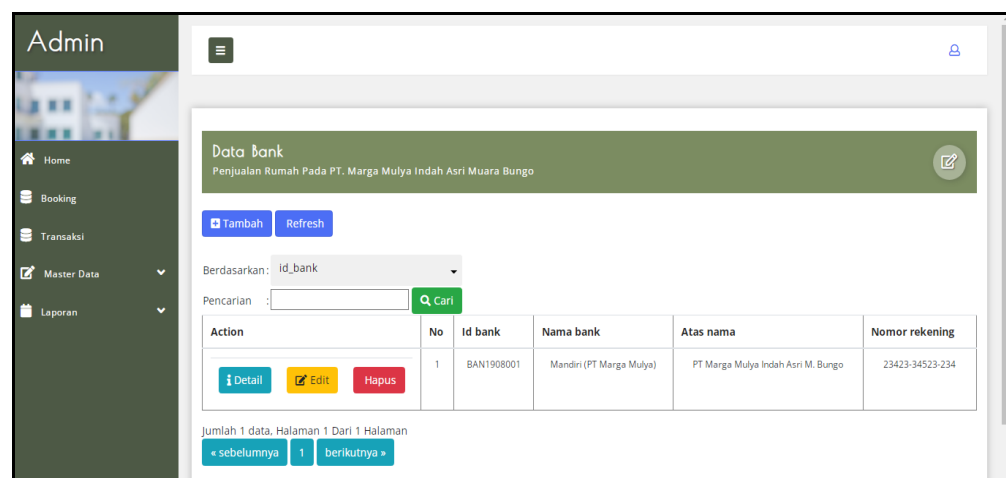 Admin
Home
Booking
Transaksi
Master Data
Laporan
Data Bank
Penjualan Rumah Pada PT. Marga Mulya Indah Asri Muara Bungo
Tambah Refresh
Berdasarkan: id_bank
Pencarian : Cari
Action No Id bank Nama bank Atas nama Nomor rekening
Detail Edit Hapus 1 BAN1908001 Mandiri (PT Marga Mulya) PT Marga Mulya Indah Asri M. Bungo 23423-34523-234
Jumlah 1 data, Halaman 1 Dari 1 Halaman
« sebelumnya 1 berikutnya »